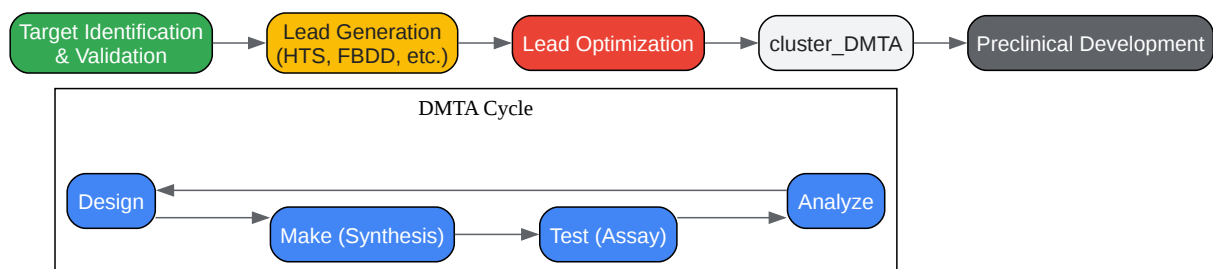 Target Identification
& Validation
Lead Generation
(HTS, FBDD, etc.)
Lead Optimization
cluster_DMTA
Preclinical Development
DMTA Cycle
Design
Make (Synthesis)
Test (Assay)
Analyze